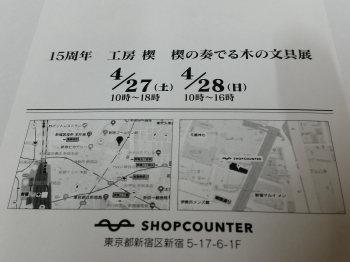 15周年 工房 楔 楔の奏でる木の文具展
4/27(土) 4/28(日)
10時〜18時 10時〜16時
SHOPCOUNTER
SHOPCOUNTER
東京都新宿区新宿 5-17-6-1F